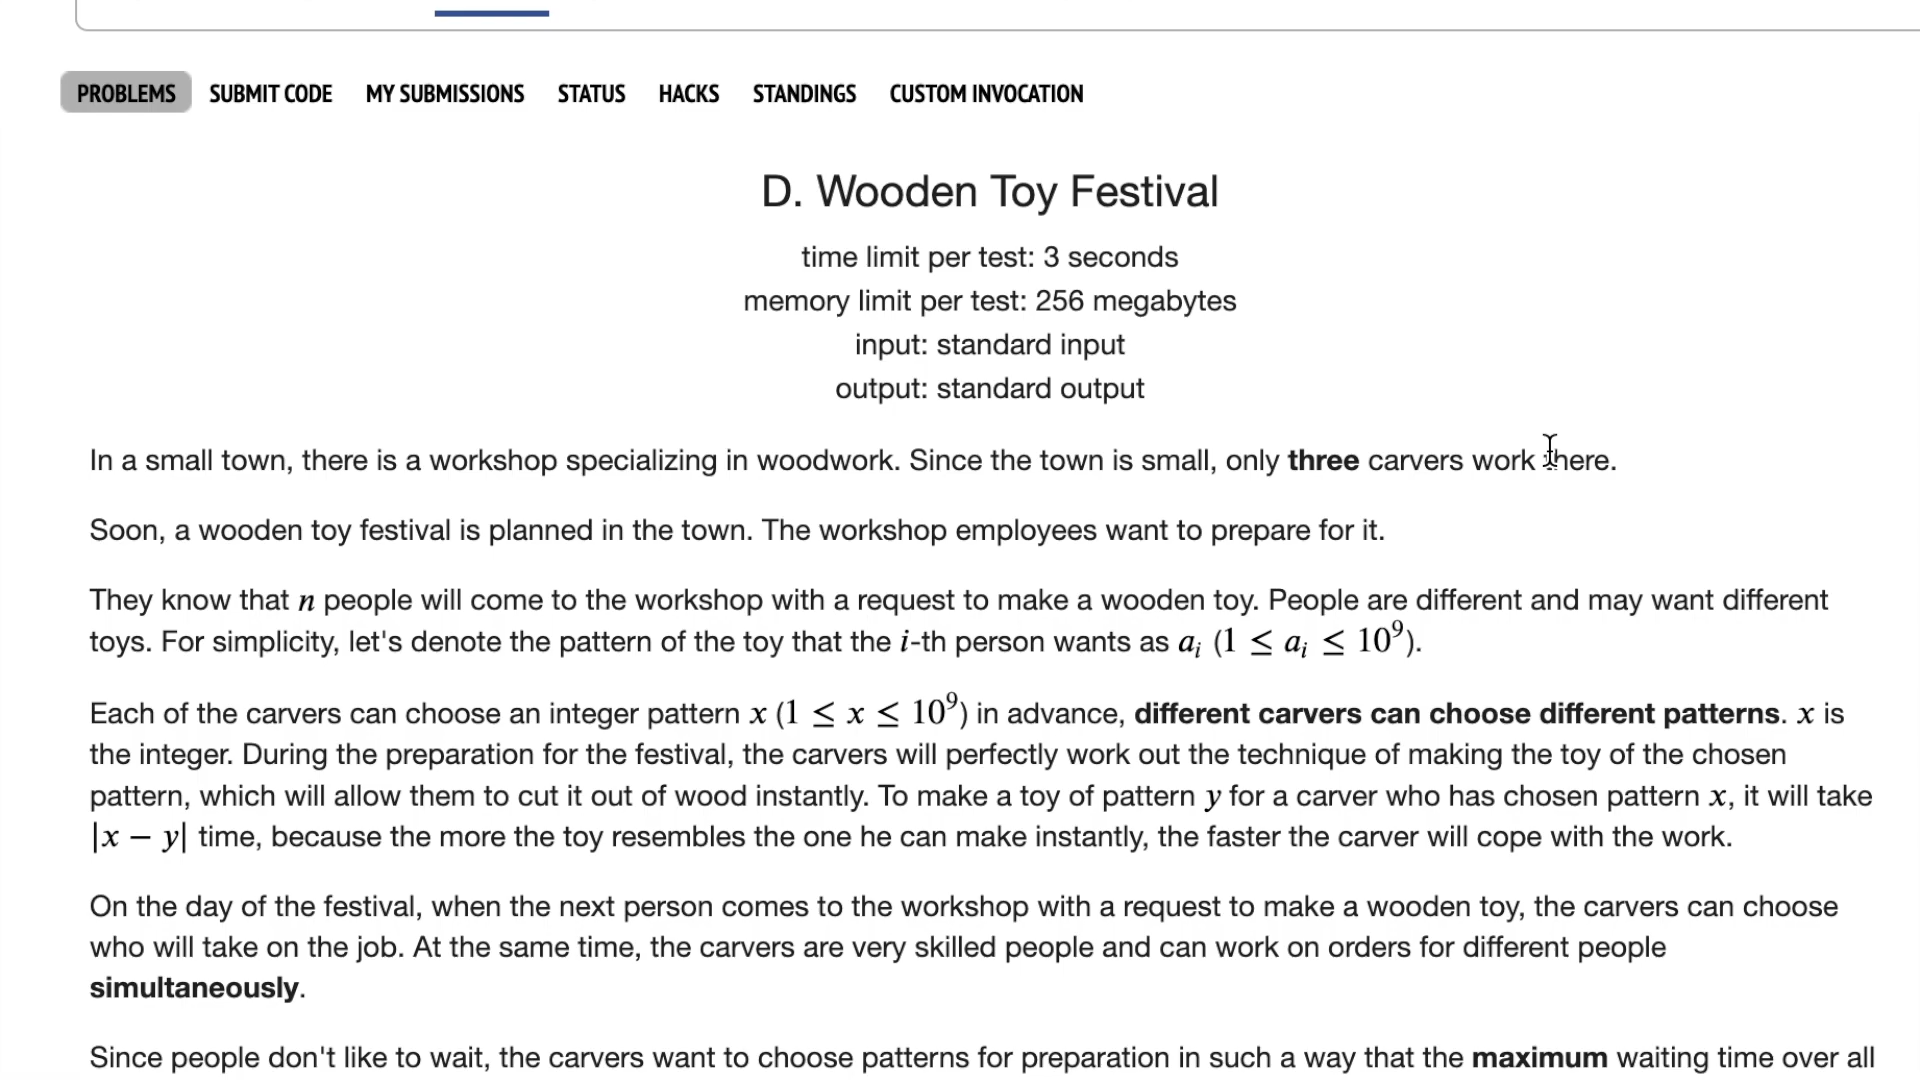 PROBLEMS SUBMIT CODE MY SUBMISSIONS STATUS HACKS STANDINGS CUSTOM INVOCATION
D. Wooden Toy Festival
time limit per test: 3 seconds
memory limit per test: 256 megabytes
input: standard input
output: standard output
In a small town, there is a workshop specializing in woodwork. Since the town is small, only three carvers work there.
Soon, a wooden toy festival is planned in the town. The workshop employees want to prepare for it.
They know that n people will come to the workshop with a request to make a wooden toy. People are different and may want different
toys. For simplicity, let's denote the pattern of the toy that the i-th person wants as aᵢ (1 ≤ aᵢ ≤ 10⁹).
Each of the carvers can choose an integer pattern x (1 ≤ x ≤ 10⁹) in advance, different carvers can choose different patterns. x is
the integer. During the preparation for the festival, the carvers will perfectly work out the technique of making the toy of the chosen
pattern, which will allow them to cut it out of wood instantly. To make a toy of pattern y for a carver who has chosen pattern x, it will take
|x − y| time, because the more the toy resembles the one he can make instantly, the faster the carver will cope with the work.
On the day of the festival, when the next person comes to the workshop with a request to make a wooden toy, the carvers can choose
who will take on the job. At the same time, the carvers are very skilled people and can work on orders for different people
simultaneously.
Since people don't like to wait, the carvers want to choose patterns for preparation in such a way that the maximum waiting time over all